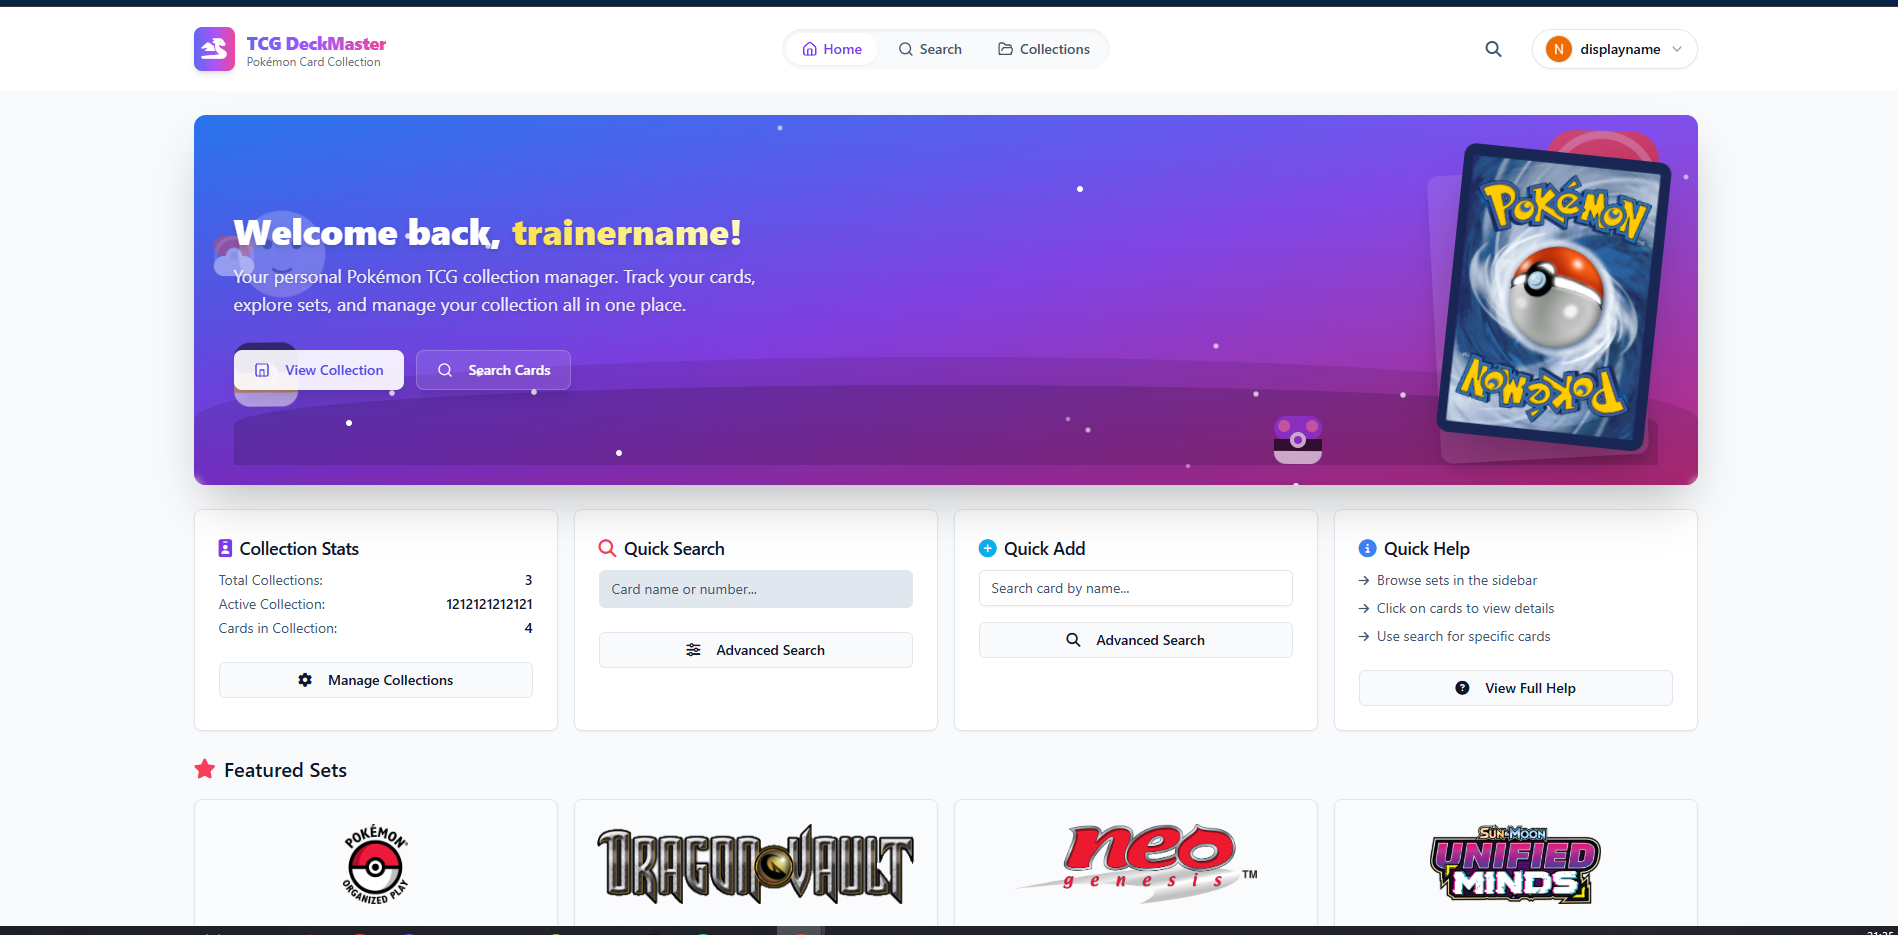 TCG DeckMaster
Pokémon Card Collection
Home
Search
Collections
N
displayname
Welcome back, trainername!
Your personal Pokémon TCG collection manager. Track your cards,
explore sets, and manage your collection all in one place.
View Collection
Search Cards
POKéMON
™
POKéMON
Collection Stats
Total Collections: 3
Active Collection: 1212121212121
Cards in Collection: 4
Manage Collections
Quick Search
Card name or number...
Advanced Search
Quick Add
Search card by name...
Advanced Search
Quick Help
→ Browse sets in the sidebar
→ Click on cards to view details
→ Use search for specific cards
View Full Help
Featured Sets
POKÉMON
ORGANIZED PLAY
DRAGON VAULT
neo
genesis ™
SUN & MOON
UNIFIED
MINDS